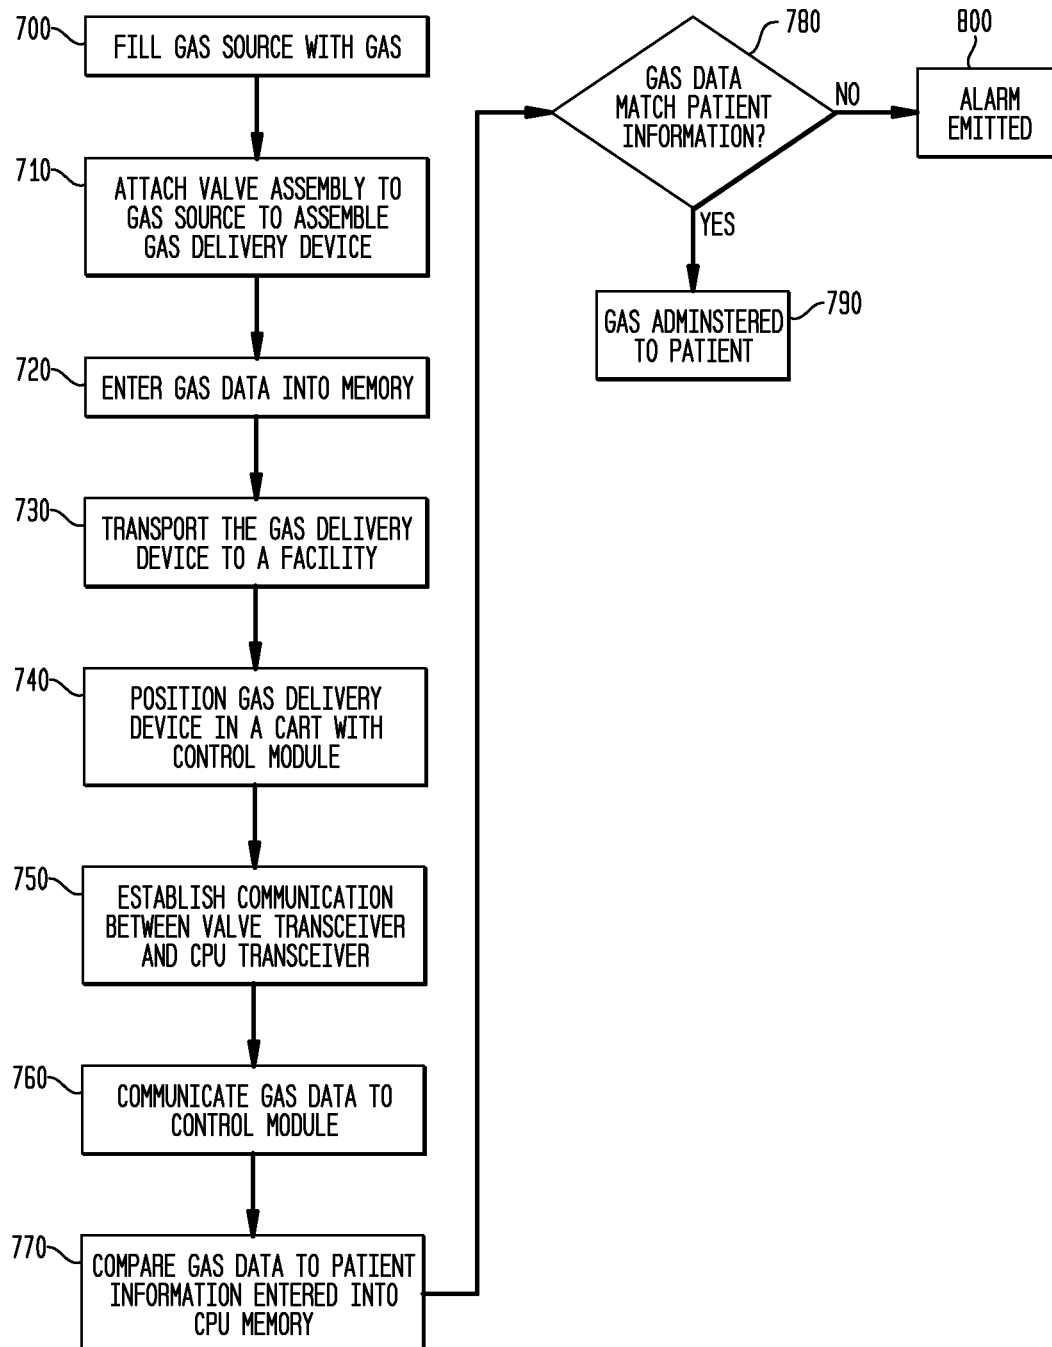 700
FILL GAS SOURCE WITH GAS
710
ATTACH VALVE ASSEMBLY TO
GAS SOURCE TO ASSEMBLE
GAS DELIVERY DEVICE
720
ENTER GAS DATA INTO MEMORY
730
TRANSPORT THE GAS DELIVERY
DEVICE TO A FACILITY
740
POSITION GAS DELIVERY
DEVICE IN A CART WITH
CONTROL MODULE
750
ESTABLISH COMMUNICATION
BETWEEN VALVE TRANSCEIVER
AND CPU TRANSCEIVER
760
COMMUNICATE GAS DATA TO
CONTROL MODULE
770
COMPARE GAS DATA TO PATIENT
INFORMATION ENTERED INTO
CPU MEMORY
780
GAS DATA
MATCH PATIENT
INFORMATION?
NO
YES
790
GAS ADMINSTERED
TO PATIENT
800
ALARM
EMITTED